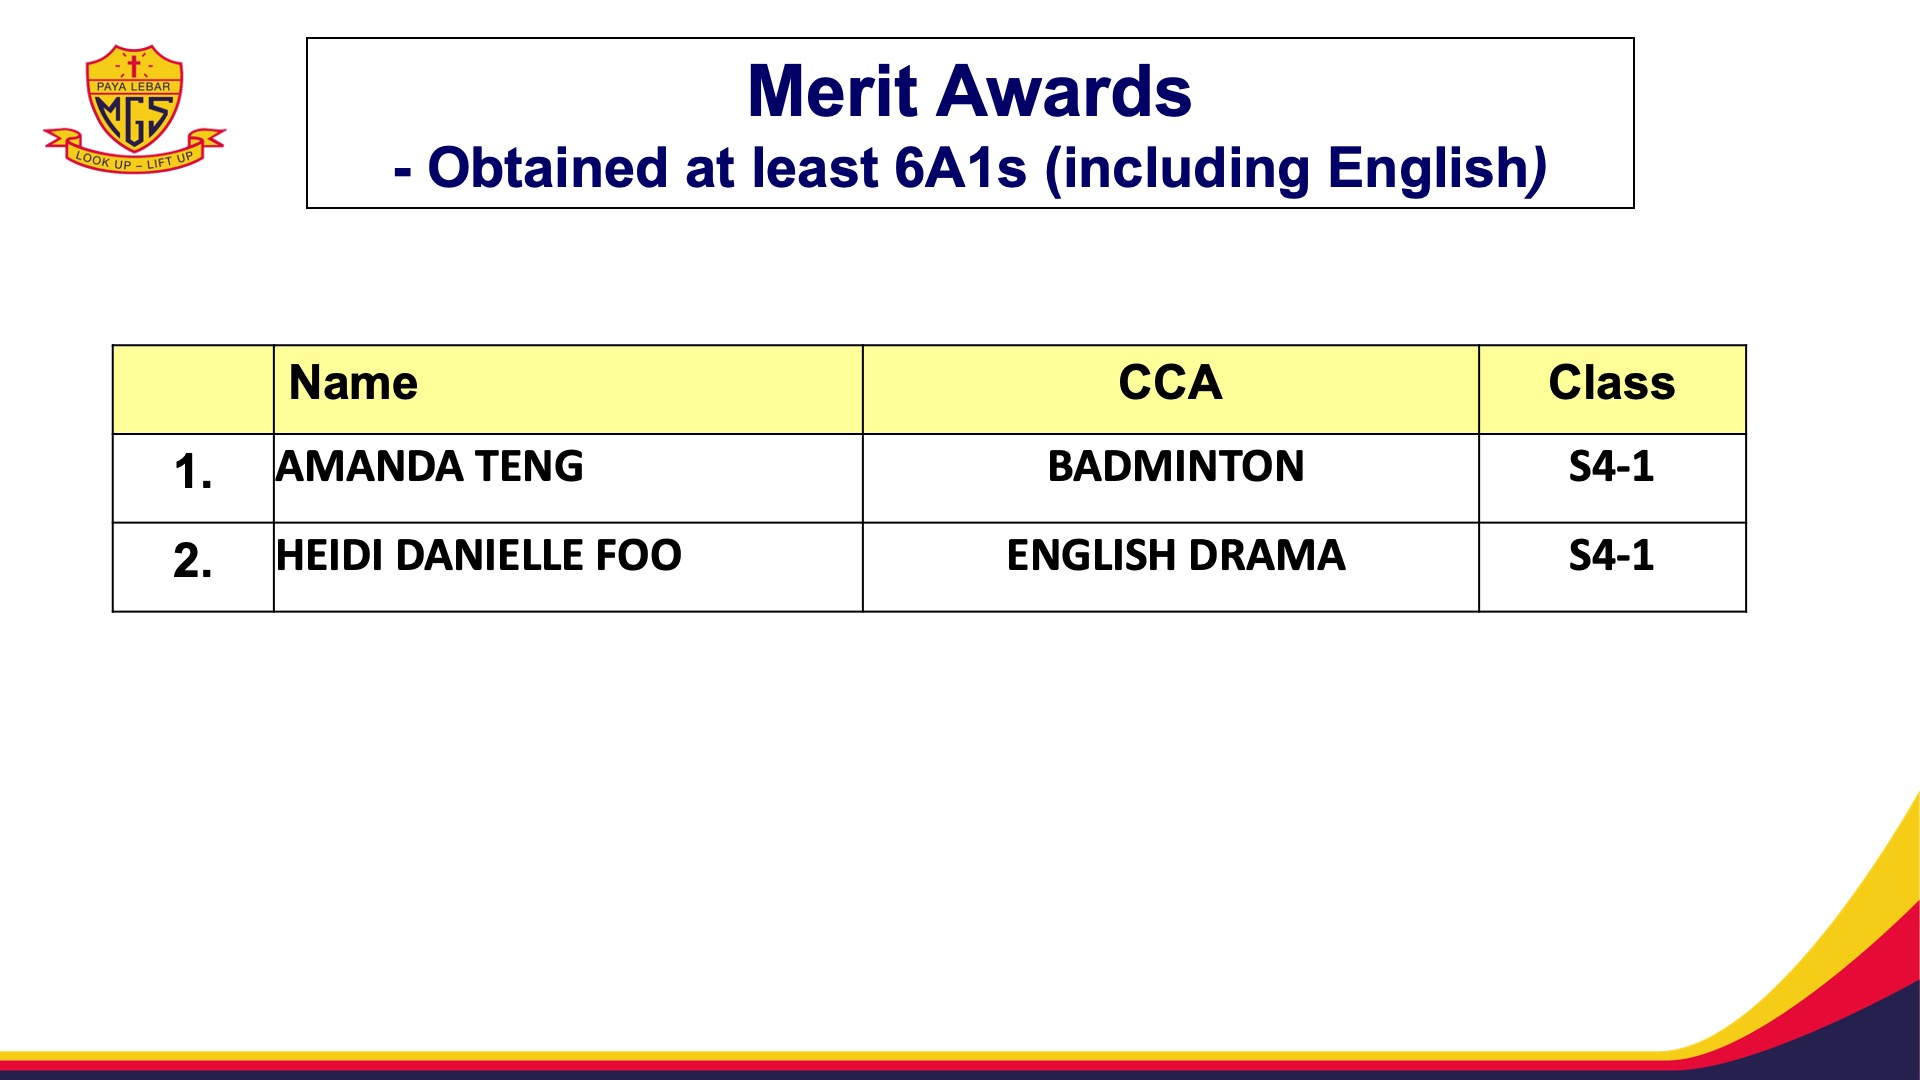 PAYA LEBAR
MGS
LOOK UP – LIFT UP
Merit Awards
- Obtained at least 6A1s (including English)
Name CCA Class
1. AMANDA TENG BADMINTON S4-1
2. HEIDI DANIELLE FOO ENGLISH DRAMA S4-1